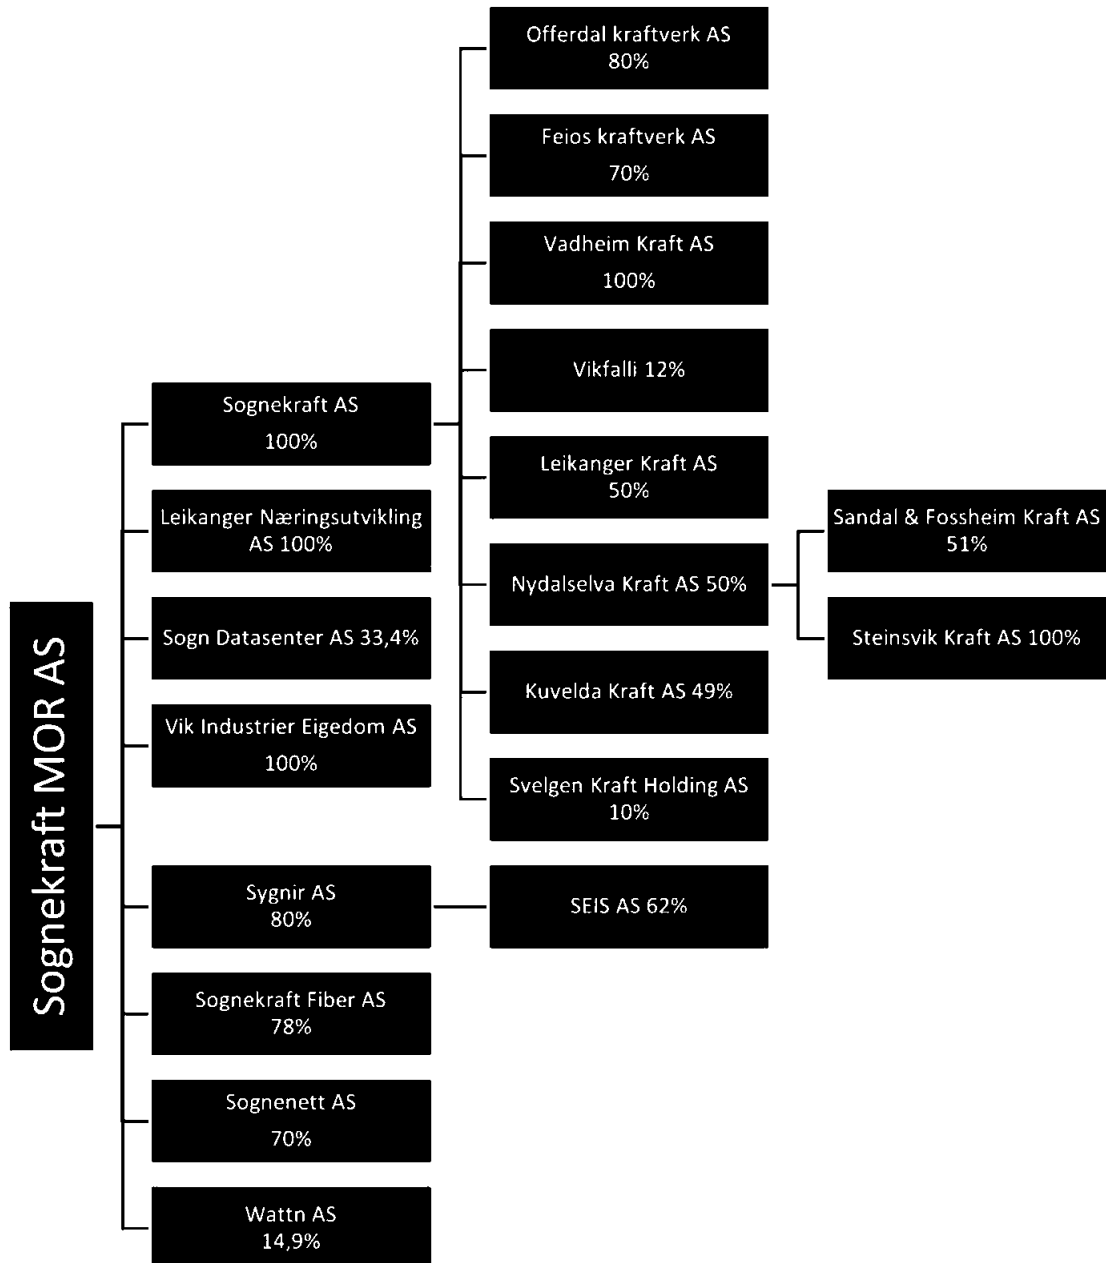 Sognekraft MOR AS
Sognekraft AS
100%
Leikanger Næringsutvikling
AS 100%
Sogn Datasenter AS 33,4%
Vik Industrier Eigedom AS
100%
Sygnir AS
80%
Sognekraft Fiber AS
78%
Sognenett AS
70%
Wattn AS
14,9%
Offerdal kraftverk AS
80%
Feios kraftverk AS
70%
Vadheim Kraft AS
100%
Vikfalli 12%
Leikanger Kraft AS
50%
Nydalselva Kraft AS 50%
Kuvelda Kraft AS 49%
Svelgen Kraft Holding AS
10%
SEIS AS 62%
Sandal & Fossheim Kraft AS
51%
Steinsvik Kraft AS 100%